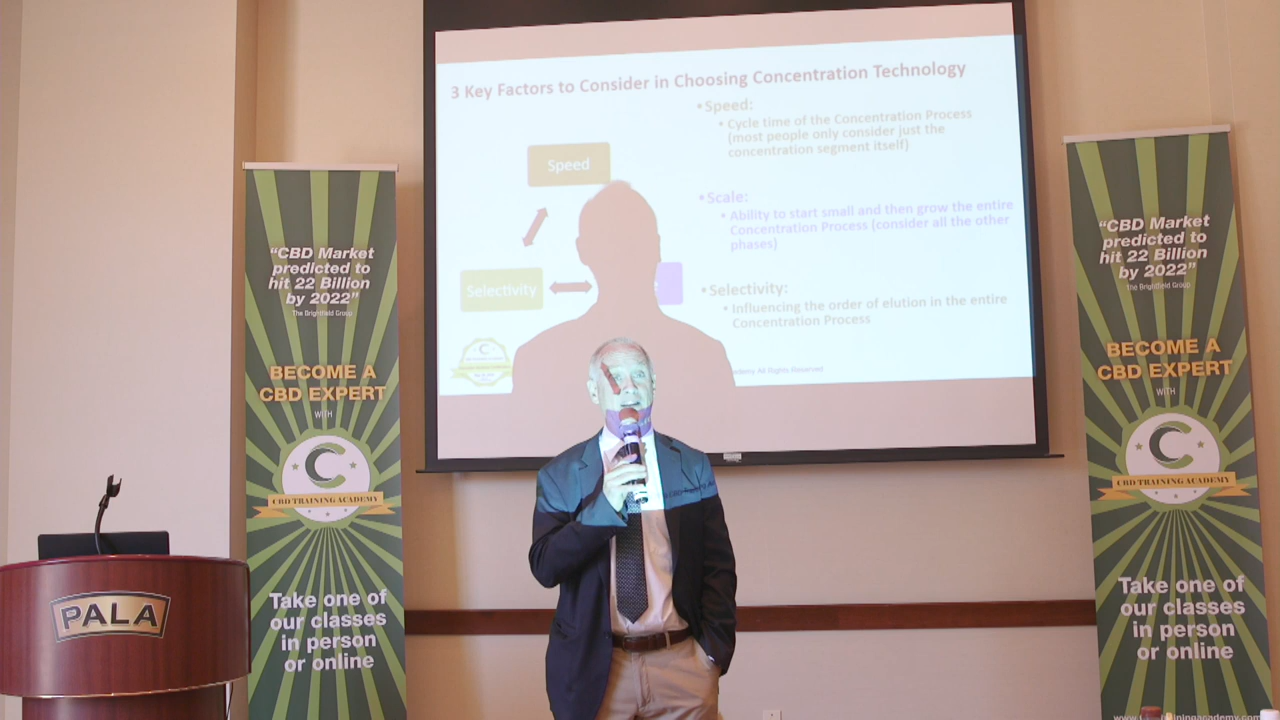 3 Key Factors to Consider in Choosing Concentration Technology
Speed
Selectivity
• Speed:
• Cycle time of the Concentration Process
(most people only consider just the
concentration segment itself)
• Scale:
• Ability to start small and then grow the entire
Concentration Process (consider all the other
phases)
• Selectivity:
• Influencing the order of elution in the entire
Concentration Process
All Rights Reserved
"CBD Market
predicted to
hit 22 Billion
by 2022"
The Brightfield Group
BECOME A
CBD EXPERT
WITH
C
CBD TRAINING ACADEMY
Take one of
our classes
in person
or online
PALA
"CBD Market
predicted to
hit 22 Billion
by 2022"
The Brightfield Group
BECOME A
CBD EXPERT
WITH
C
CBD TRAINING ACADEMY
Take one of
our classes
in person
or online